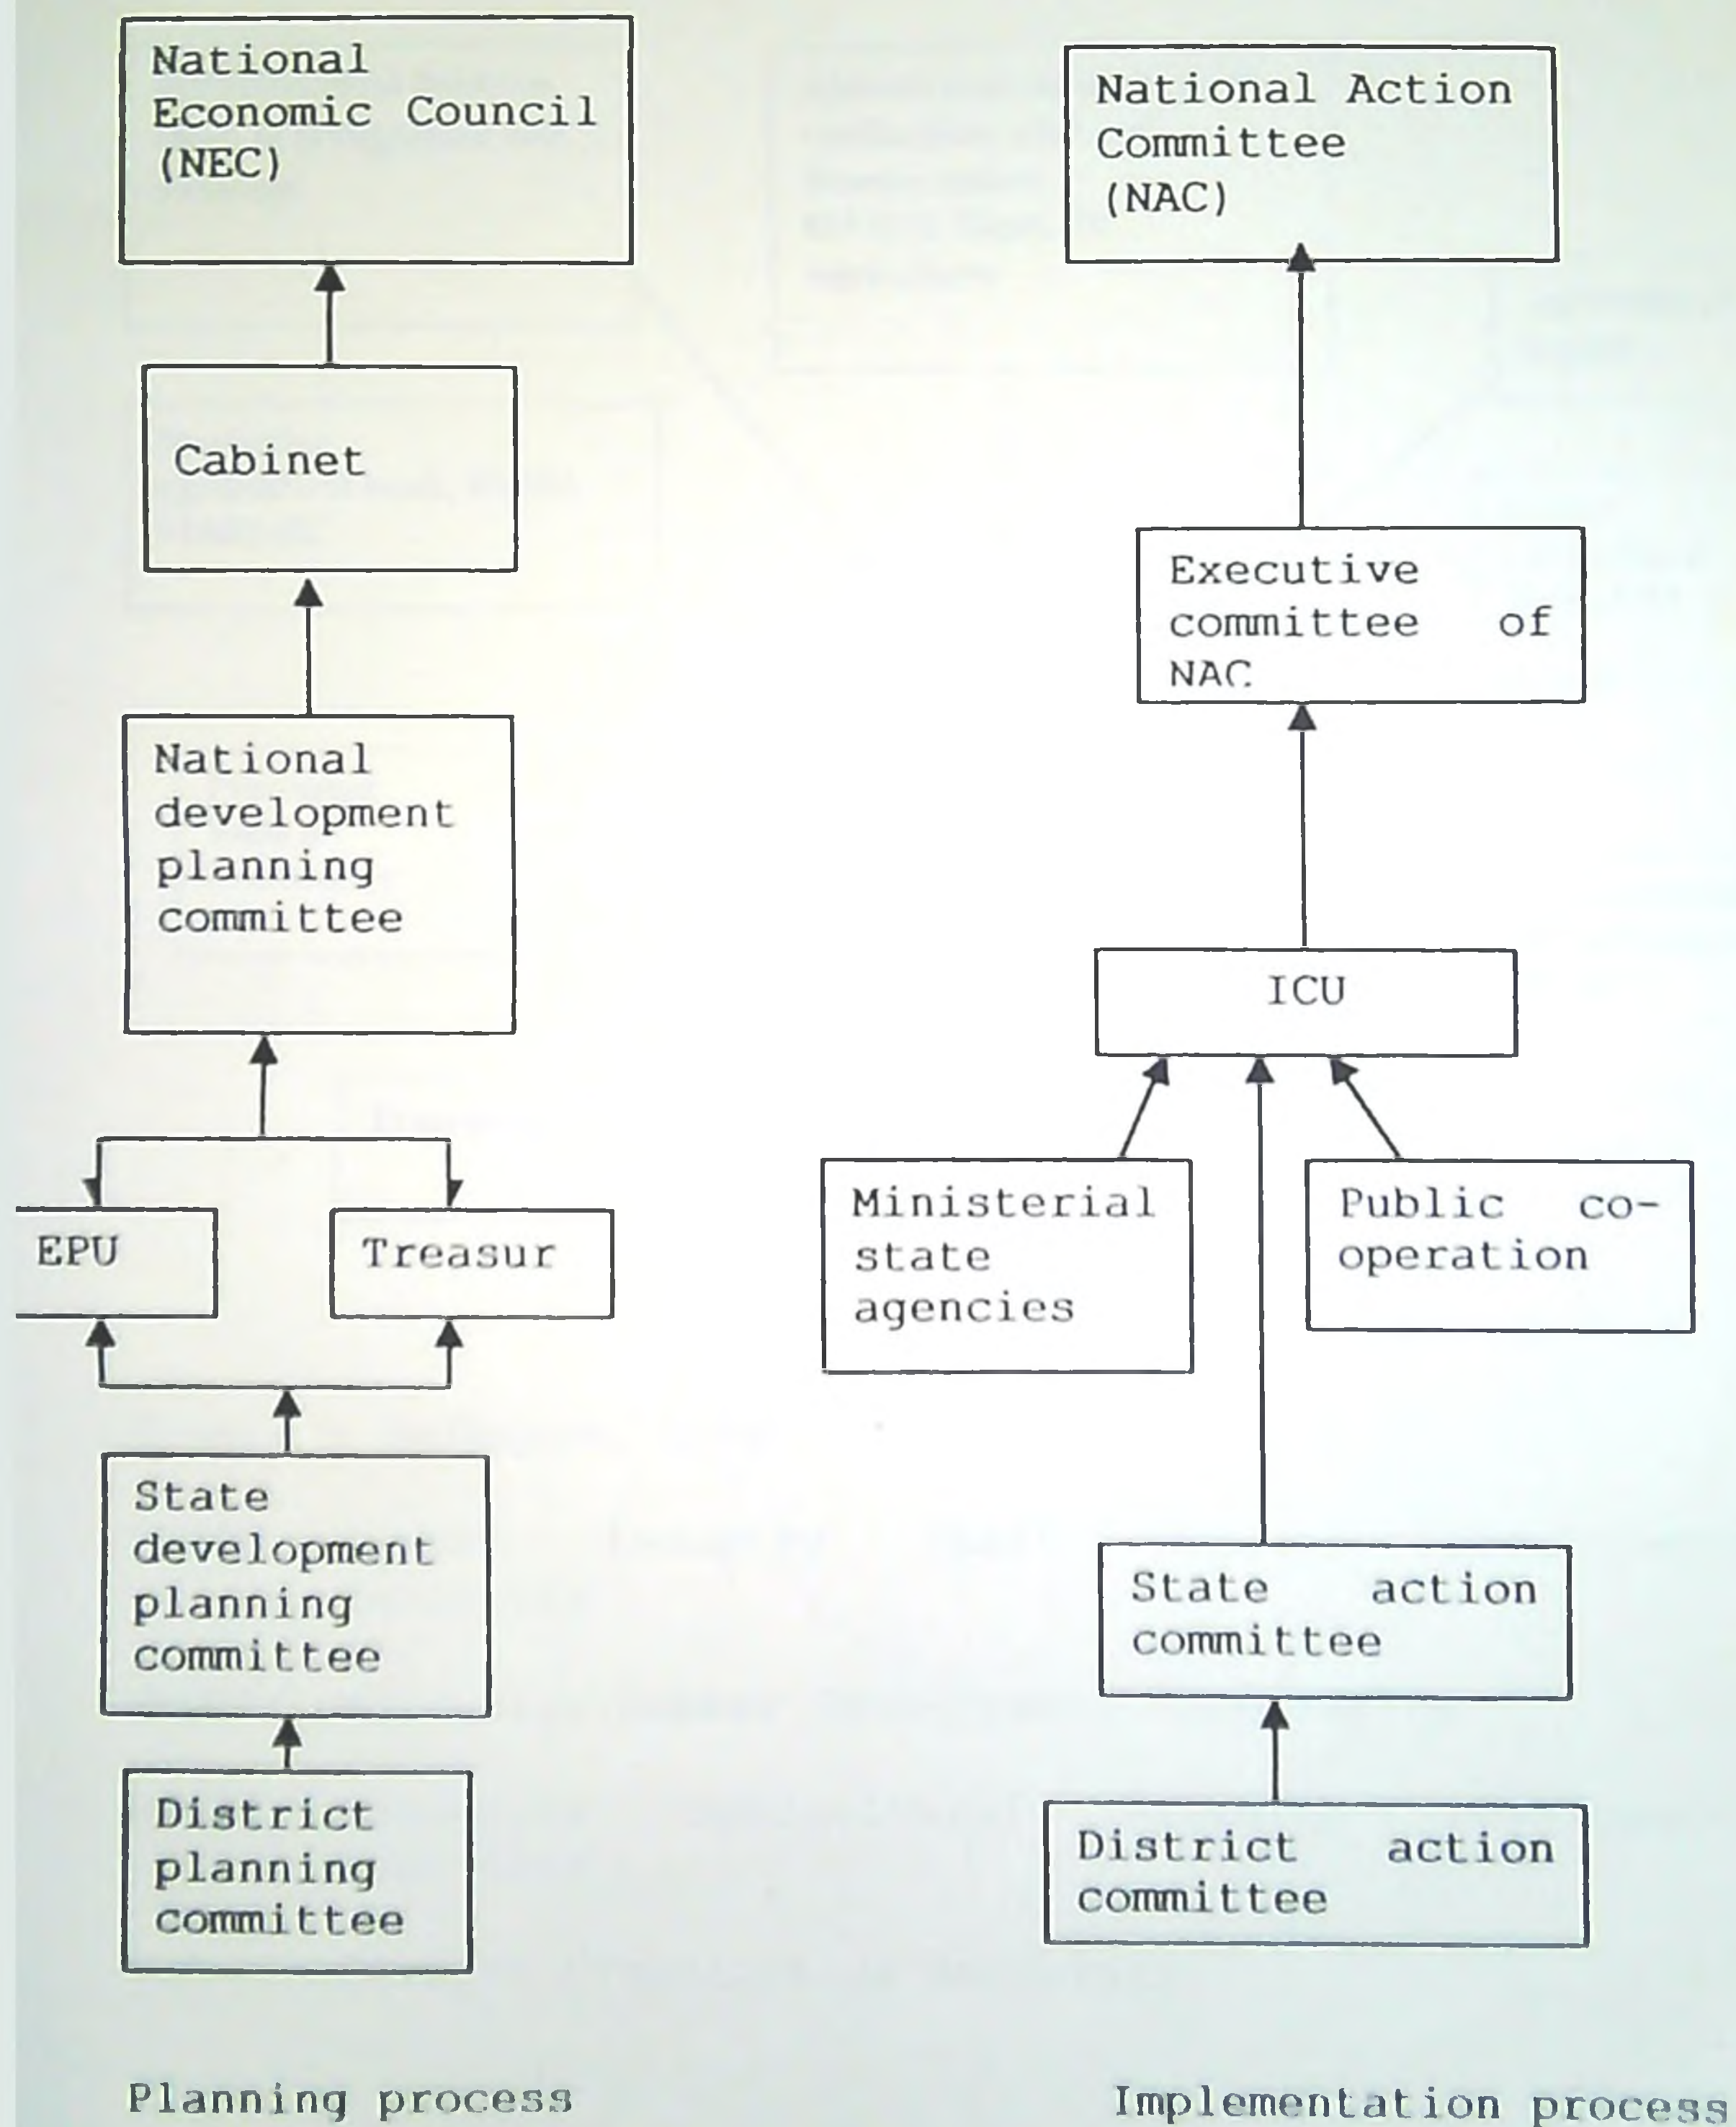 National
Economic Council
(NEC)
Cabinet
National
development
planning
committee
EPU
Treasur
State
development
planning
committee
District
planning
committee
Planning process
National Action
Committee
(NAC)
Executive
committee of
NAC
ICU
Ministerial
state
agencies
Public co-
operation
State action
committee
District action
committee
Implementation process